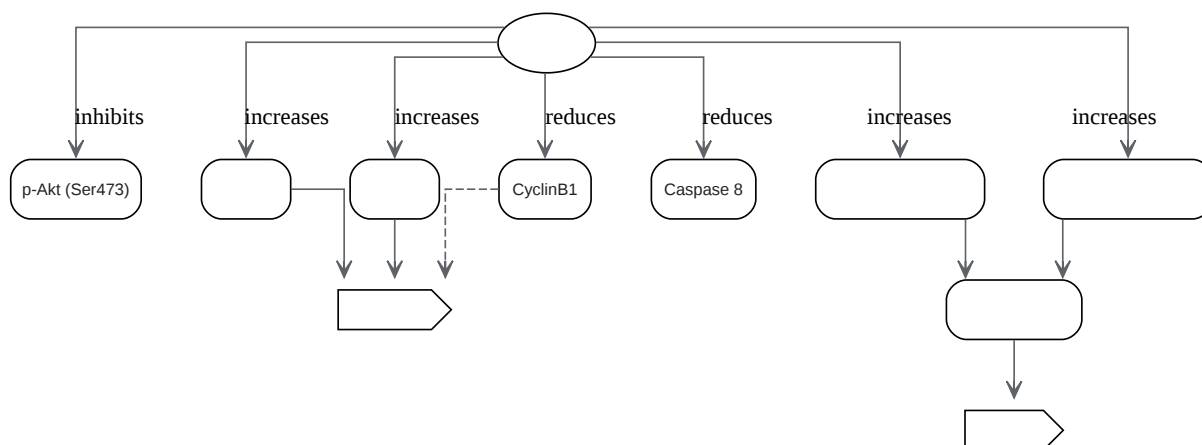 inhibits
increases
increases
reduces
reduces
increases
increases
p-Akt (Ser473)
CyclinB1
Caspase 8